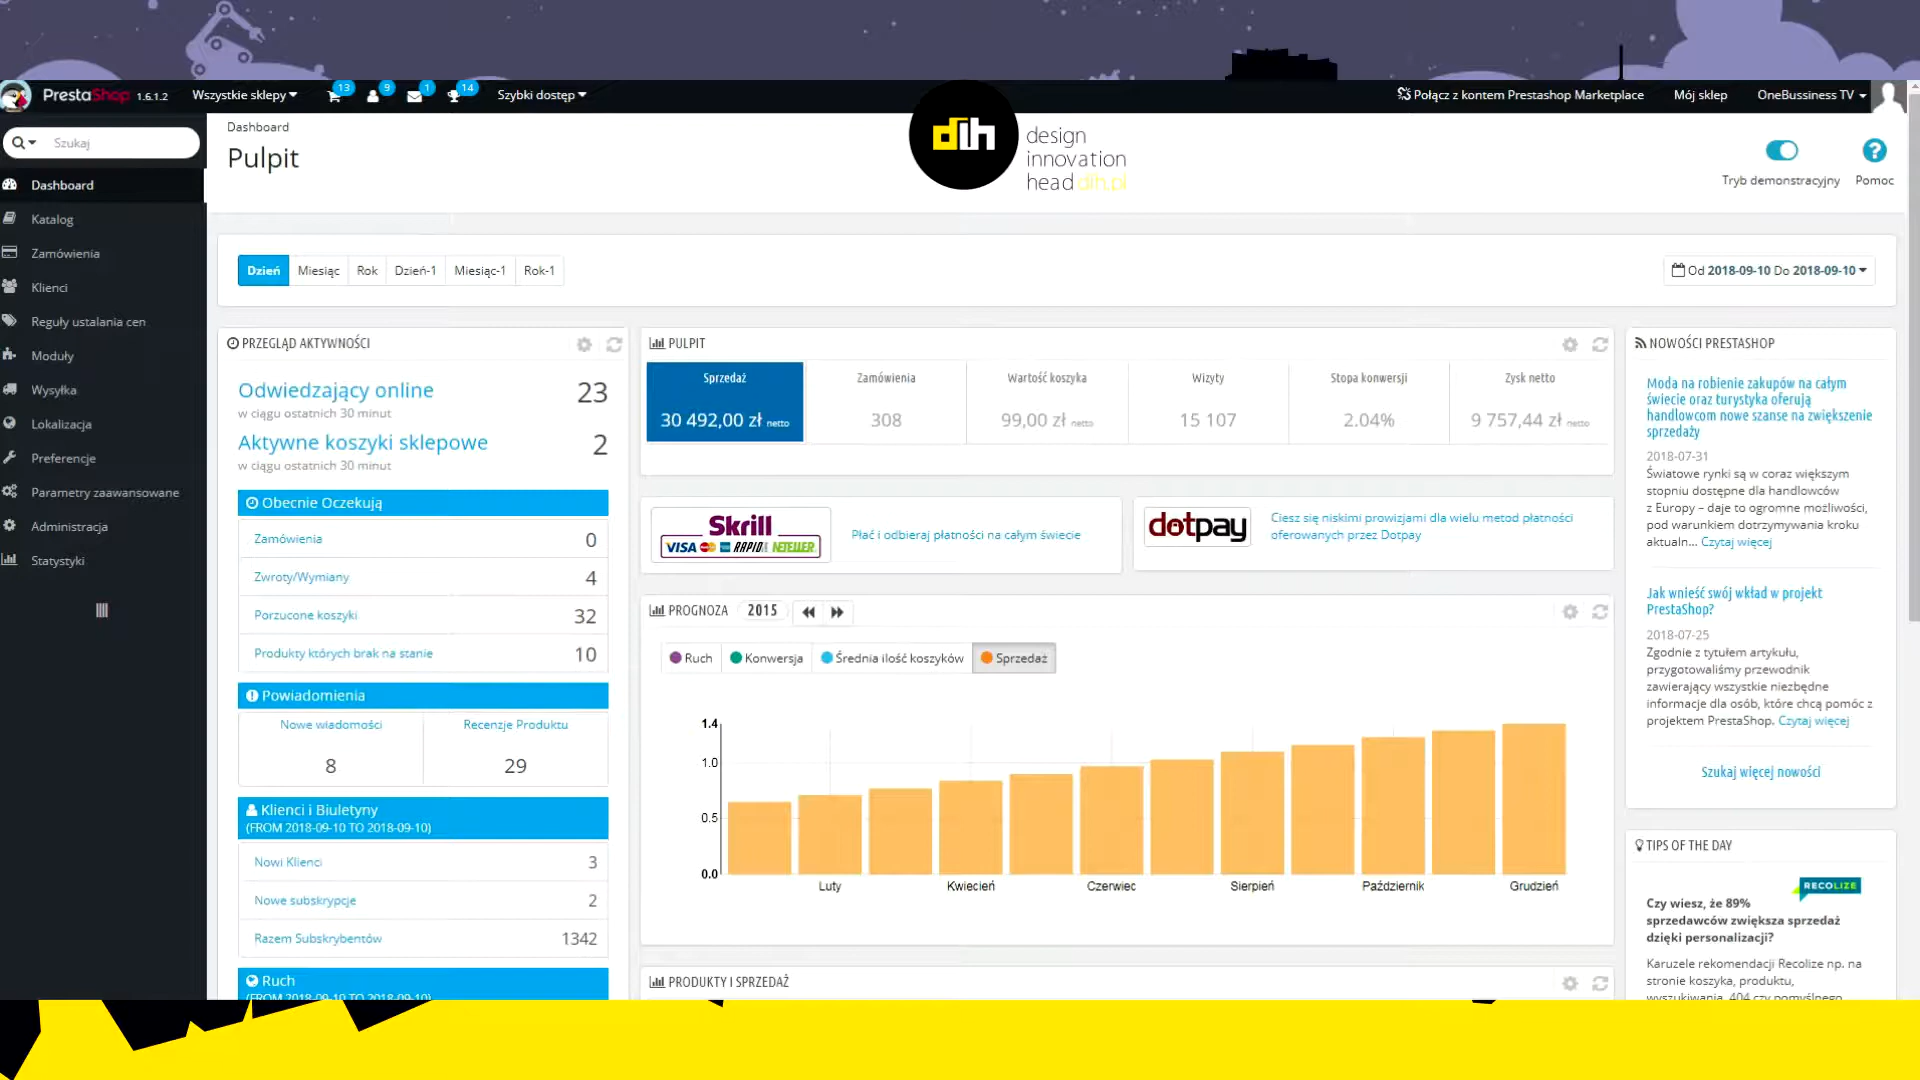 PrestaShop 1.6.1.2 Wszystkie sklepy 13 9 1 14 Szybki dostęp Połącz z kontem Prestashop Marketplace Mój sklep OneBussiness TV
Szukaj
Dashboard
Katalog
Zamówienia
Klienci
Reguły ustalania cen
Moduły
Wysyłka
Lokalizacja
Preferencje
Parametry zaawansowane
Administracja
Statystyki
Dashboard
Pulpit
dih
design
innovation
head dih.pl
Tryb demonstracyjny
Pomoc
Dzień Miesiąc Rok Dzień-1 Miesiąc-1 Rok-1
Od 2018-09-10 Do 2018-09-10
PRZEGLĄD AKTYWNOŚCI
Odwiedzający online 23
w ciągu ostatnich 30 minut
Aktywne koszyki sklepowe 2
w ciągu ostatnich 30 minut
Obecnie Oczekują
Zamówienia 0
Zwroty/Wymiany 4
Porzucone koszyki 32
Produkty których brak na stanie 10
Powiadomienia
Nowe wiadomości Recenzje Produktu
8 29
Klienci i Biuletyny
(FROM 2018-09-10 TO 2018-09-10)
Nowi Klienci 3
Nowe subskrypcje 2
Razem Subskrybentów 1342
Ruch
(FROM 2018-09-10 TO 2018-09-10)
PULPIT
Sprzedaż Zamówienia Wartość koszyka Wizyty Stopa konwersji Zysk netto
30 492,00 zł netto 308 99,00 zł netto 15 107 2.04% 9 757,44 zł netto
Skrill
VISA RAPID NETELLER
Płać i odbieraj płatności na całym świecie
dotpay
Ciesz się niskimi prowizjami dla wielu metod płatności
oferowanych przez Dotpay
PROGNOZA 2015
Ruch Konwersja Średnia ilość koszyków Sprzedaż
1.4
1.0
0.5
0.0
Luty Kwiecień Czerwiec Sierpień Październik Grudzień
PRODUKTY I SPRZEDAŻ
NOWOŚCI PRESTASHOP
Moda na robienie zakupów na całym
świecie oraz turystyka oferują
handlowcom nowe szanse na zwiększenie
sprzedaży
2018-07-31
Światowe rynki są w coraz większym
stopniu dostępne dla handlowców
z Europy – daje to ogromne możliwości,
pod warunkiem dotrzymywania kroku
aktualn... Czytaj więcej
Jak wnieść swój wkład w projekt
PrestaShop?
2018-07-25
Zgodnie z tytułem artykułu,
przygotowaliśmy przewodnik
zawierający wszystkie niezbędne
informacje dla osób, które chcą pomóc z
projektem PrestaShop. Czytaj więcej
Szukaj więcej nowości
TIPS OF THE DAY
RECOLIZE
Czy wiesz, że 89%
sprzedawców zwiększa sprzedaż
dzięki personalizacji?
Karuzele rekomendacji Recolize np. na
stronie koszyka, produktu,
wyszukiwania, 404 czy pomyślnego